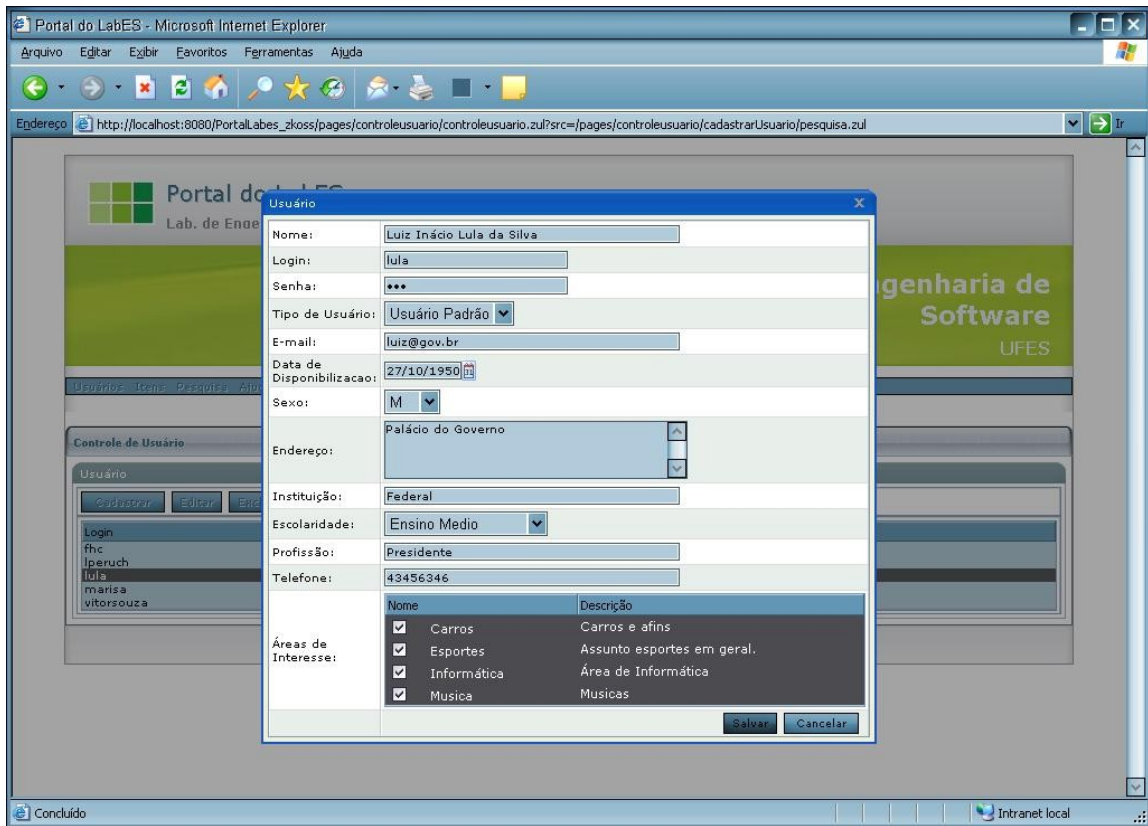 Portal do LabES - Microsoft Internet Explorer
Arquivo Editar Exibir Favoritos Ferramentas Ajuda
Endereço http://localhost:8080/PortalLabes_zkoss/pages/controleusuario/controleusuario.zul?src=/pages/controleusuario/cadastrarUsuario/pesquisa.zul Ir
Portal do
Lab. de Enge
genharia de
Software
UFES
Usuários Itens Pesquisa
Controle de Usuário
Usuário
Cadastrar Editar
Login
fhc
lperuch
lula
marisa
vitorsouza
Usuário
Nome: Luiz Inácio Lula da Silva
Login: lula
Senha: •••
Tipo de Usuário: Usuário Padrão
E-mail: luiz@gov.br
Data de
Disponibilizacao: 27/10/1950
Sexo: M
Endereço: Palácio do Governo
Instituição: Federal
Escolaridade: Ensino Medio
Profissão: Presidente
Telefone: 43456346
Áreas de
Interesse:
Nome Descrição
Carros Carros e afins
Esportes Assunto esportes em geral.
Informática Área de Informática
Musica Musicas
Salvar Cancelar
Concluído Intranet local